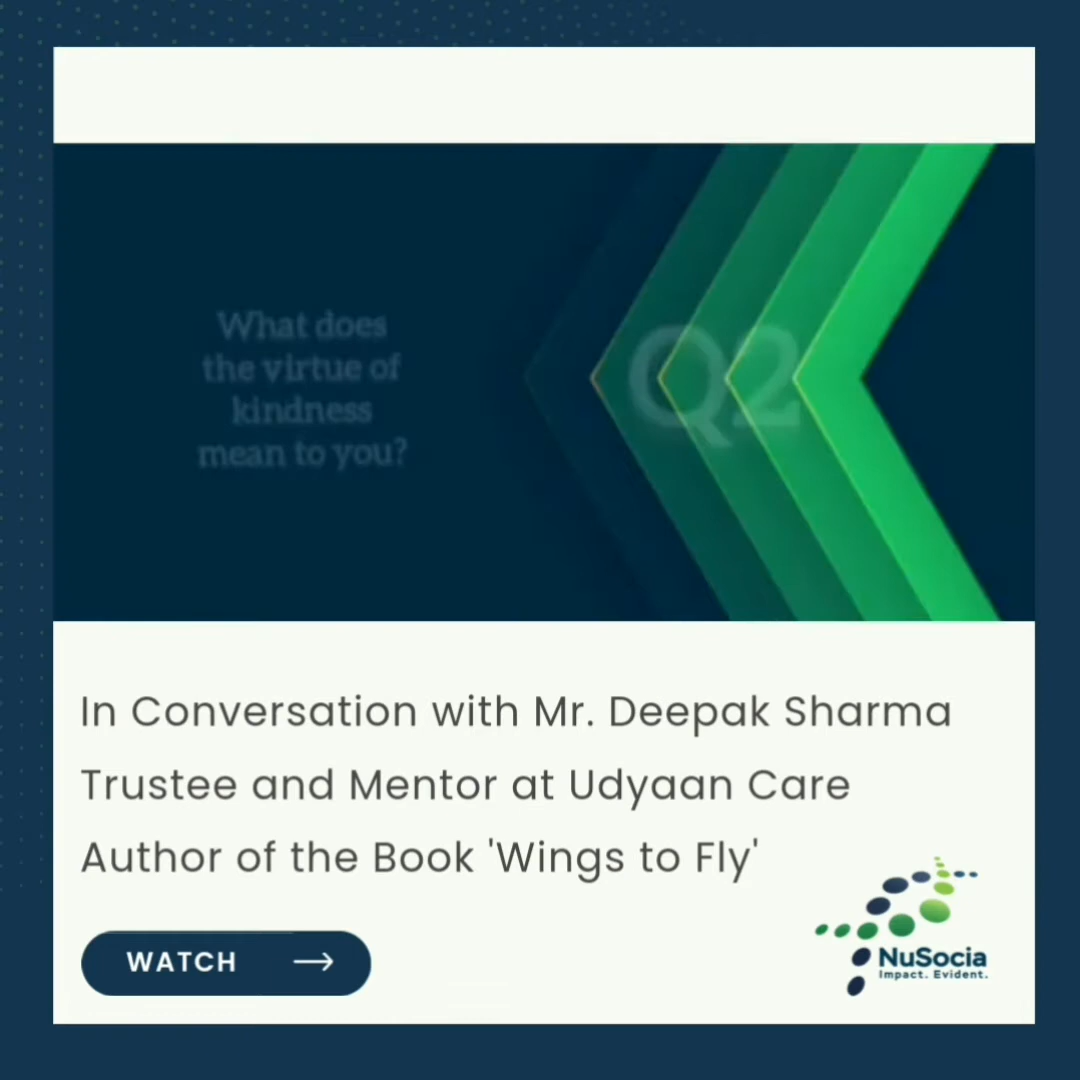 What does
the virtue of
kindness
mean to you?
Q2
In Conversation with Mr. Deepak Sharma
Trustee and Mentor at Udyaan Care
Author of the Book 'Wings to Fly'
WATCH
NuSocia
Impact. Evident.